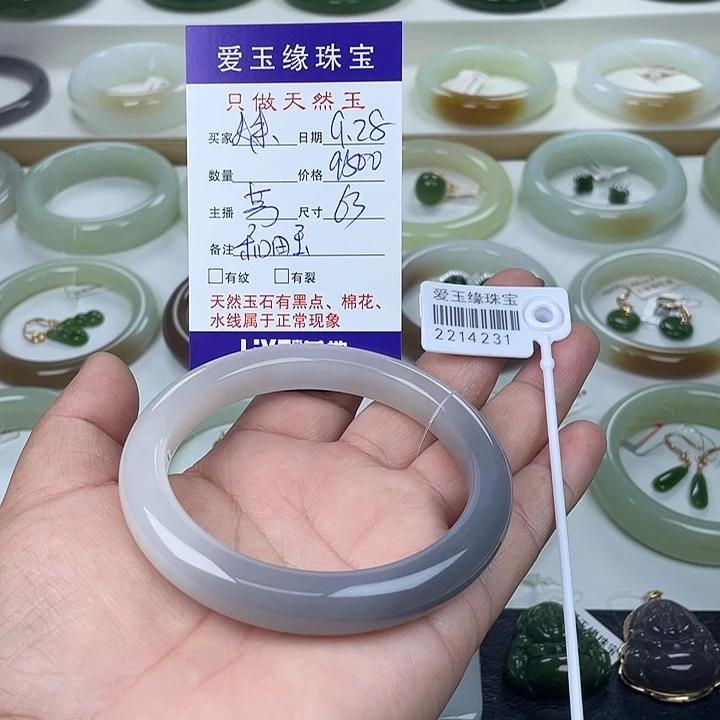 爱玉缘珠宝
只做天然玉
买家 日期 9.28
数量 价格 9500
主播 高 尺寸 63
备注 和田玉
□有纹 □有裂
天然玉石有黑点、棉花、
水线属于正常现象
爱玉缘珠宝
2214231